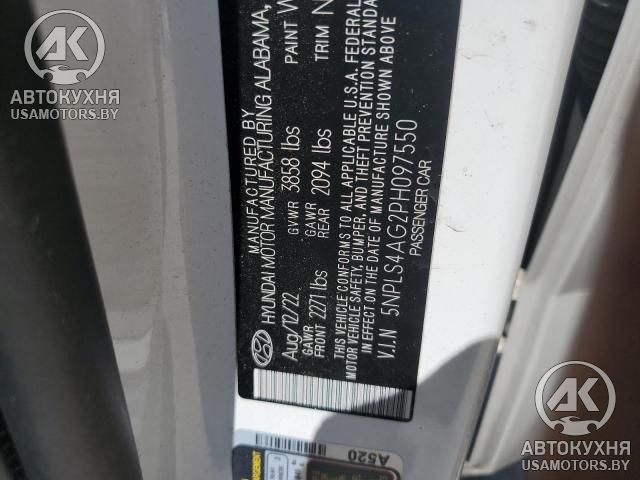 АВТОКУХНЯ
USAMOTORS.BY
MANUFACTURED BY
HYUNDAI MOTOR MANUFACTURING ALABAMA,
Aug/12/22 GVWR 3858 lbs PAINT W
GAWR FRONT 2271 lbs GAWR REAR 2094 lbs TRIM N
THIS VEHICLE CONFORMS TO ALL APPLICABLE U.S.A. FEDERAL
MOTOR VEHICLE SAFETY, BUMPER, AND THEFT PREVENTION STANDA
IN EFFECT ON THE DATE OF MANUFACTURE SHOWN ABOVE
V.I.N 5NPLS4AG2PH097550
PASSENGER CAR
A520
АВТОКУХНЯ
USAMOTORS.BY